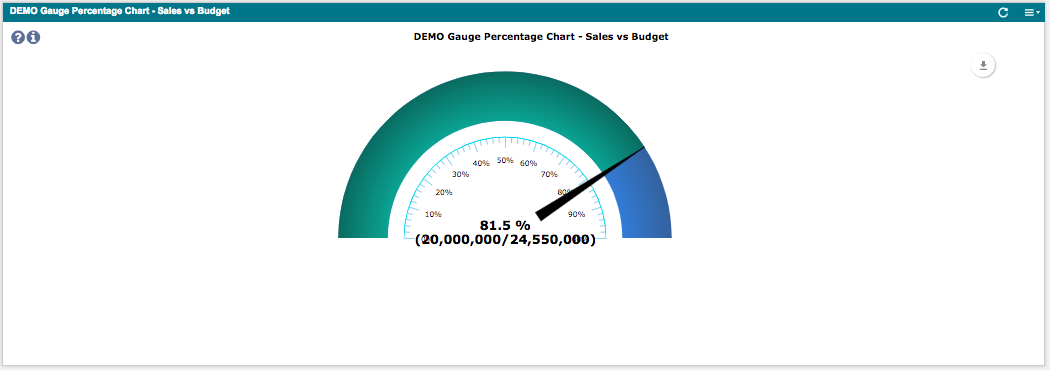 DEMO Gauge Percentage Chart - Sales vs Budget
DEMO Gauge Percentage Chart - Sales vs Budget
40% 50% 60%
30% 70%
20% 80%
10% 90%
81.5 %
(20,000,000/24,550,000)